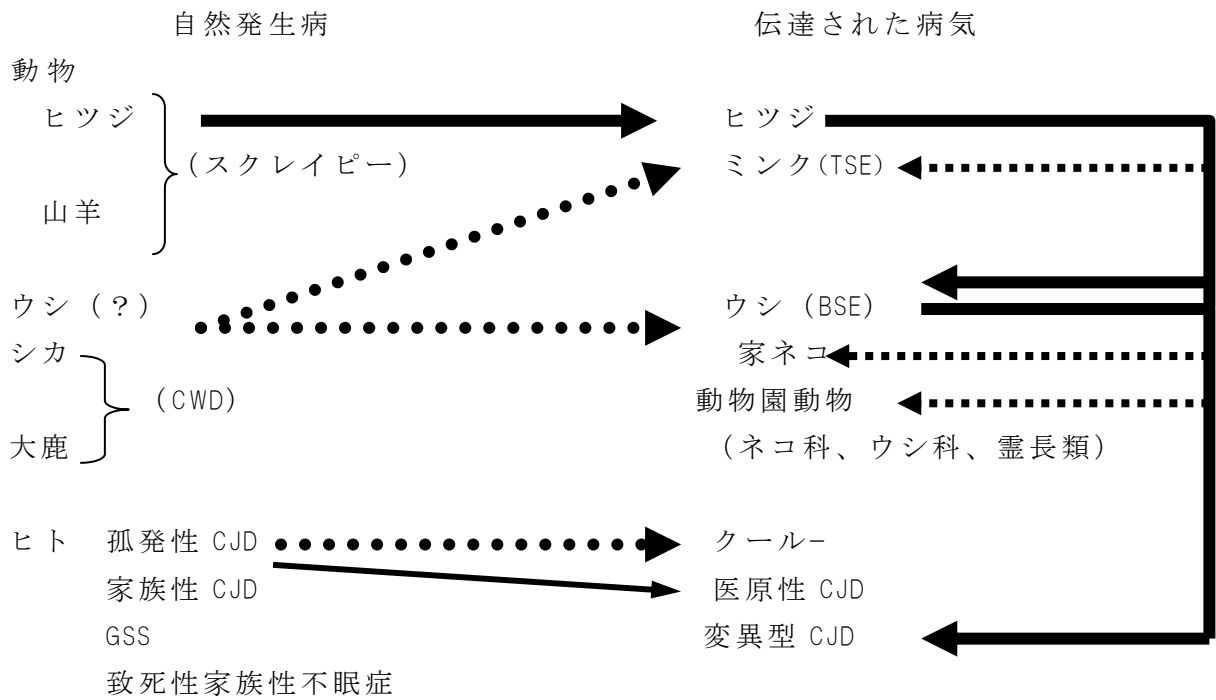 自然発生病 伝達された病気
動物
ヒツジ ヒツジ
(スクレイピー) ミンク(TSE)
山羊
ウシ（？） ウシ（BSE）
シカ 家ネコ
（CWD） 動物園動物
大鹿 （ネコ科、ウシ科、霊長類）
ヒト 孤発性 CJD クール−
家族性 CJD 医原性 CJD
GSS 変異型 CJD
致死性家族性不眠症